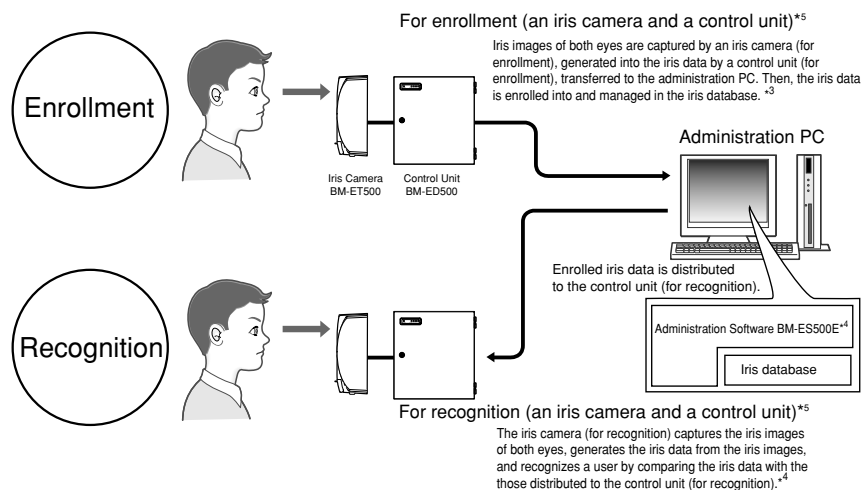 For enrollment (an iris camera and a control unit)*5
Iris images of both eyes are captured by an iris camera (for
enrollment), generated into the iris data by a control unit (for
enrollment), transferred to the administration PC. Then, the iris data
is enrolled into and managed in the iris database. *3
Enrollment
Administration PC
Iris Camera
BM-ET500
Control Unit
BM-ED500
Enrolled iris data is distributed
to the control unit (for recognition).
Administration Software BM-ES500E*4
Iris database
Recognition
For recognition (an iris camera and a control unit)*5
The iris camera (for recognition) captures the iris images
of both eyes, generates the iris data from the iris images,
and recognizes a user by comparing the iris data with the
those distributed to the control unit (for recognition).*4